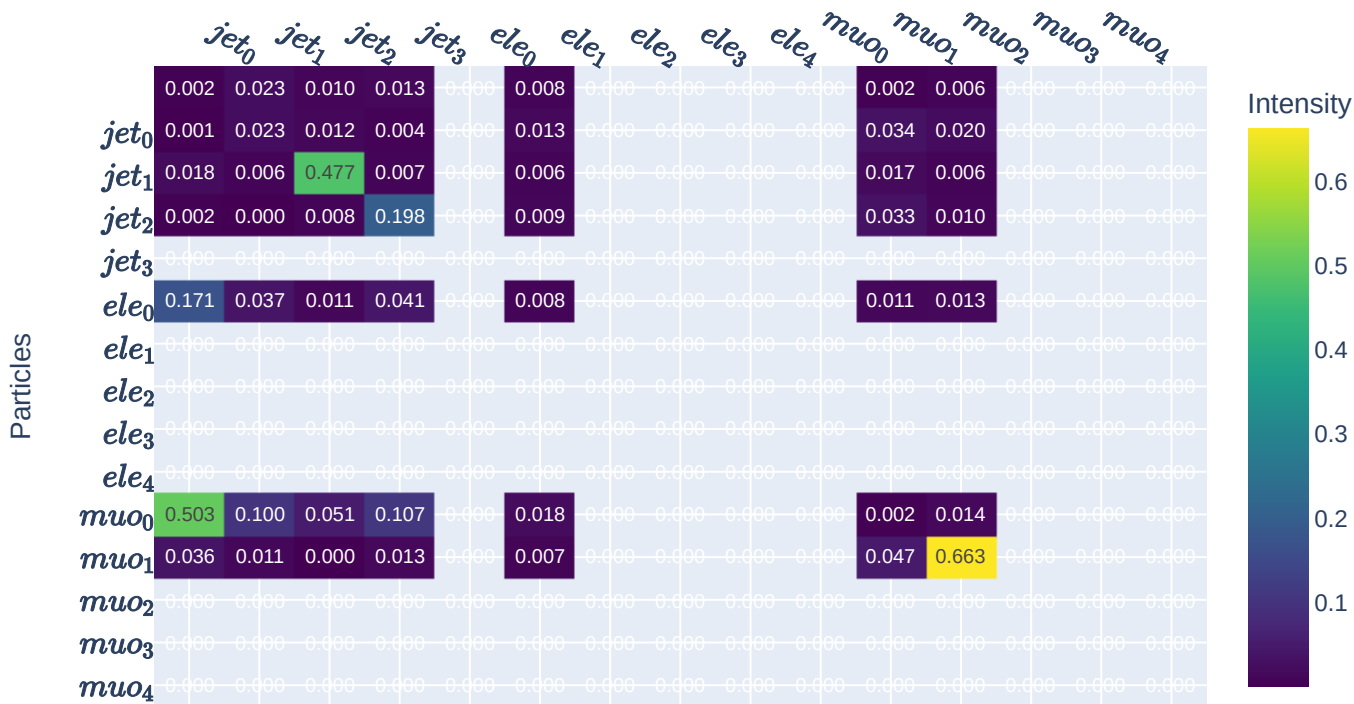 jet₀ jet₁ jet₂ jet₃ ele₀ ele₁ ele₂ ele₃ ele₄ muo₀ muo₁ muo₂ muo₃ muo₄
0.002 0.023 0.010 0.013 0.000 0.008 0.000 0.000 0.000 0.000 0.002 0.006 0.000 0.000 0.000
jet₀ 0.001 0.023 0.012 0.004 0.000 0.013 0.000 0.000 0.000 0.000 0.034 0.020 0.000 0.000 0.000
jet₁ 0.018 0.006 0.477 0.007 0.000 0.006 0.000 0.000 0.000 0.000 0.017 0.006 0.000 0.000 0.000
jet₂ 0.002 0.000 0.008 0.198 0.000 0.009 0.000 0.000 0.000 0.000 0.033 0.010 0.000 0.000 0.000
jet₃ 0.000 0.000 0.000 0.000 0.000 0.000 0.000 0.000 0.000 0.000 0.000 0.000 0.000 0.000 0.000
ele₀ 0.171 0.037 0.011 0.041 0.000 0.008 0.000 0.000 0.000 0.000 0.011 0.013 0.000 0.000 0.000
ele₁ 0.000 0.000 0.000 0.000 0.000 0.000 0.000 0.000 0.000 0.000 0.000 0.000 0.000 0.000 0.000
ele₂ 0.000 0.000 0.000 0.000 0.000 0.000 0.000 0.000 0.000 0.000 0.000 0.000 0.000 0.000 0.000
ele₃ 0.000 0.000 0.000 0.000 0.000 0.000 0.000 0.000 0.000 0.000 0.000 0.000 0.000 0.000 0.000
ele₄ 0.000 0.000 0.000 0.000 0.000 0.000 0.000 0.000 0.000 0.000 0.000 0.000 0.000 0.000 0.000
muo₀ 0.503 0.100 0.051 0.107 0.000 0.018 0.000 0.000 0.000 0.000 0.002 0.014 0.000 0.000 0.000
muo₁ 0.036 0.011 0.000 0.013 0.000 0.007 0.000 0.000 0.000 0.000 0.047 0.663 0.000 0.000 0.000
muo₂ 0.000 0.000 0.000 0.000 0.000 0.000 0.000 0.000 0.000 0.000 0.000 0.000 0.000 0.000 0.000
muo₃ 0.000 0.000 0.000 0.000 0.000 0.000 0.000 0.000 0.000 0.000 0.000 0.000 0.000 0.000 0.000
muo₄ 0.000 0.000 0.000 0.000 0.000 0.000 0.000 0.000 0.000 0.000 0.000 0.000 0.000 0.000 0.000
Particles
Intensity
0.6
0.5
0.4
0.3
0.2
0.1